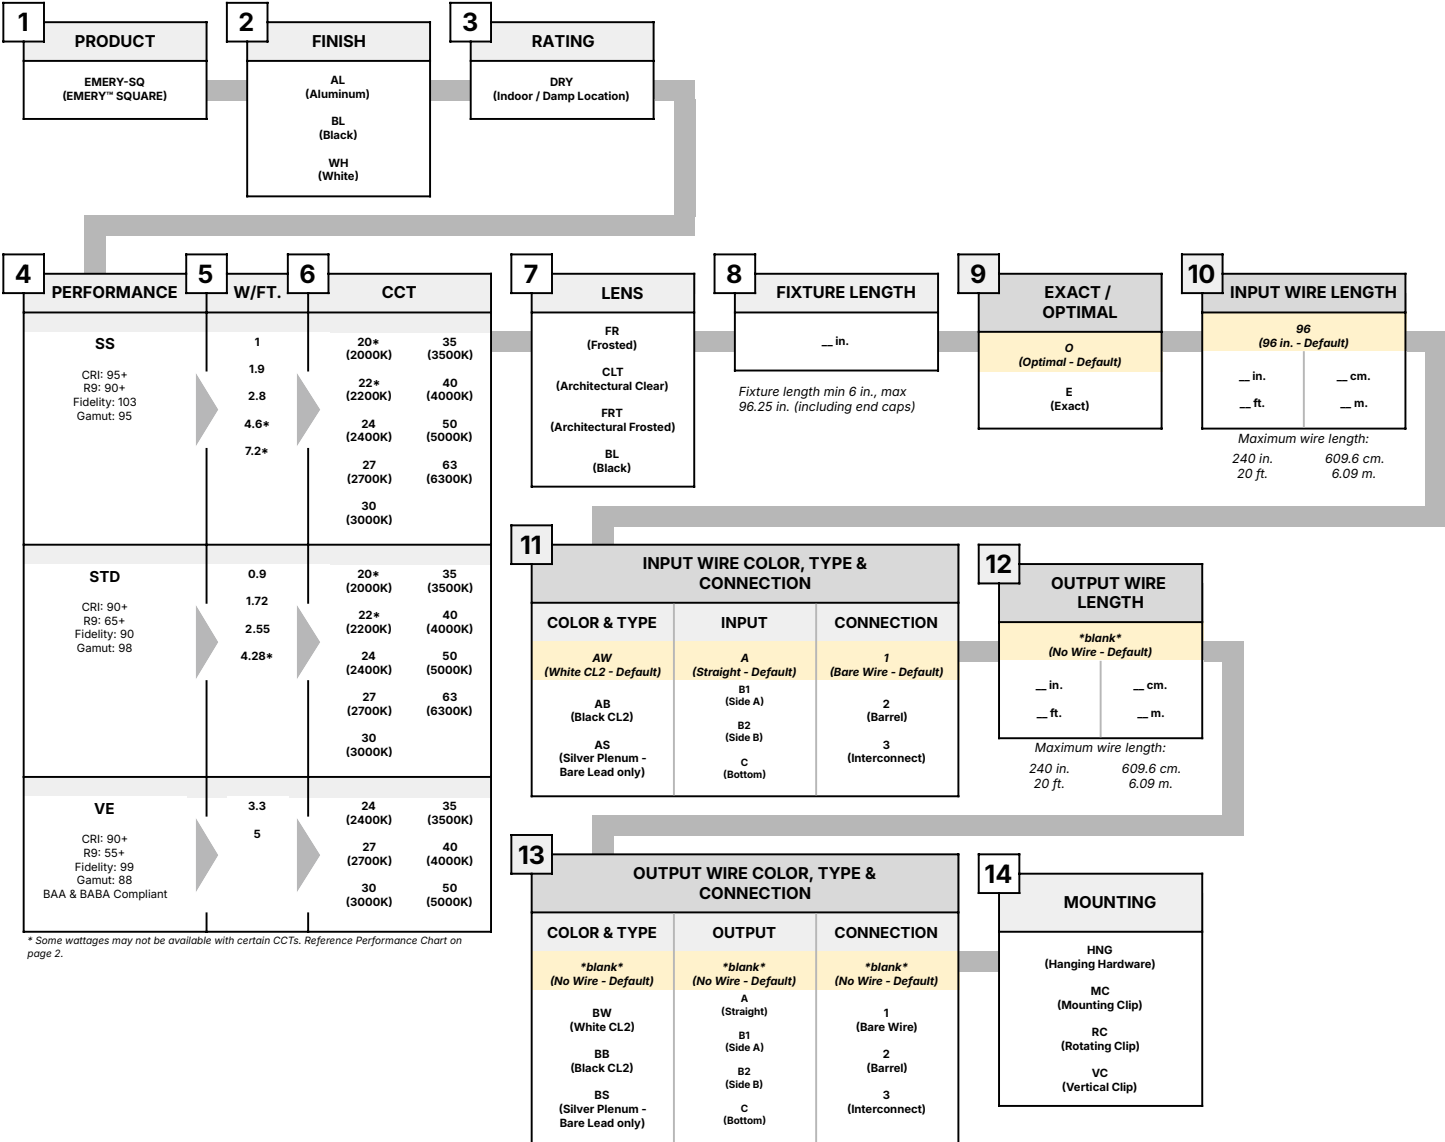 1
PRODUCT
EMERY-SQ
(EMERY™ SQUARE)
2
FINISH
AL
(Aluminum)
BL
(Black)
WH
(White)
3
RATING
DRY
(Indoor / Damp Location)
4
PERFORMANCE
5
W/FT.
6
CCT
SS
CRI: 95+
R9: 90+
Fidelity: 103
Gamut: 95
1
1.9
2.8
4.6*
7.2*
20*
(2000K)
22*
(2200K)
24
(2400K)
27
(2700K)
30
(3000K)
35
(3500K)
40
(4000K)
50
(5000K)
63
(6300K)
STD
CRI: 90+
R9: 65+
Fidelity: 90
Gamut: 98
0.9
1.72
2.55
4.28*
20*
(2000K)
22*
(2200K)
24
(2400K)
27
(2700K)
30
(3000K)
35
(3500K)
40
(4000K)
50
(5000K)
63
(6300K)
VE
CRI: 90+
R9: 55+
Fidelity: 99
Gamut: 88
BAA & BABA Compliant
3.3
5
24
(2400K)
27
(2700K)
30
(3000K)
35
(3500K)
40
(4000K)
50
(5000K)
* Some wattages may not be available with certain CCTs. Reference Performance Chart on
page 2.
7
LENS
FR
(Frosted)
CLT
(Architectural Clear)
FRT
(Architectural Frosted)
BL
(Black)
8
FIXTURE LENGTH
__ in.
Fixture length min 6 in., max
96.25 in. (including end caps)
9
EXACT /
OPTIMAL
O
(Optimal - Default)
E
(Exact)
10
INPUT WIRE LENGTH
96
(96 in. - Default)
__ in.
__ cm.
__ ft.
__ m.
Maximum wire length:
240 in.
609.6 cm.
20 ft.
6.09 m.
11
INPUT WIRE COLOR, TYPE &
CONNECTION
COLOR & TYPE
AW
(White CL2 - Default)
AB
(Black CL2)
AS
(Silver Plenum -
Bare Lead only)
INPUT
A
(Straight - Default)
B1
(Side A)
B2
(Side B)
C
(Bottom)
CONNECTION
1
(Bare Wire - Default)
2
(Barrel)
3
(Interconnect)
12
OUTPUT WIRE
LENGTH
*blank*
(No Wire - Default)
__ in.
__ cm.
__ ft.
__ m.
Maximum wire length:
240 in.
609.6 cm.
20 ft.
6.09 m.
13
OUTPUT WIRE COLOR, TYPE &
CONNECTION
COLOR & TYPE
*blank*
(No Wire - Default)
BW
(White CL2)
BB
(Black CL2)
BS
(Silver Plenum -
Bare Lead only)
OUTPUT
*blank*
(No Wire - Default)
A
(Straight)
B1
(Side A)
B2
(Side B)
C
(Bottom)
CONNECTION
*blank*
(No Wire - Default)
1
(Bare Wire)
2
(Barrel)
3
(Interconnect)
14
MOUNTING
HNG
(Hanging Hardware)
MC
(Mounting Clip)
RC
(Rotating Clip)
VC
(Vertical Clip)